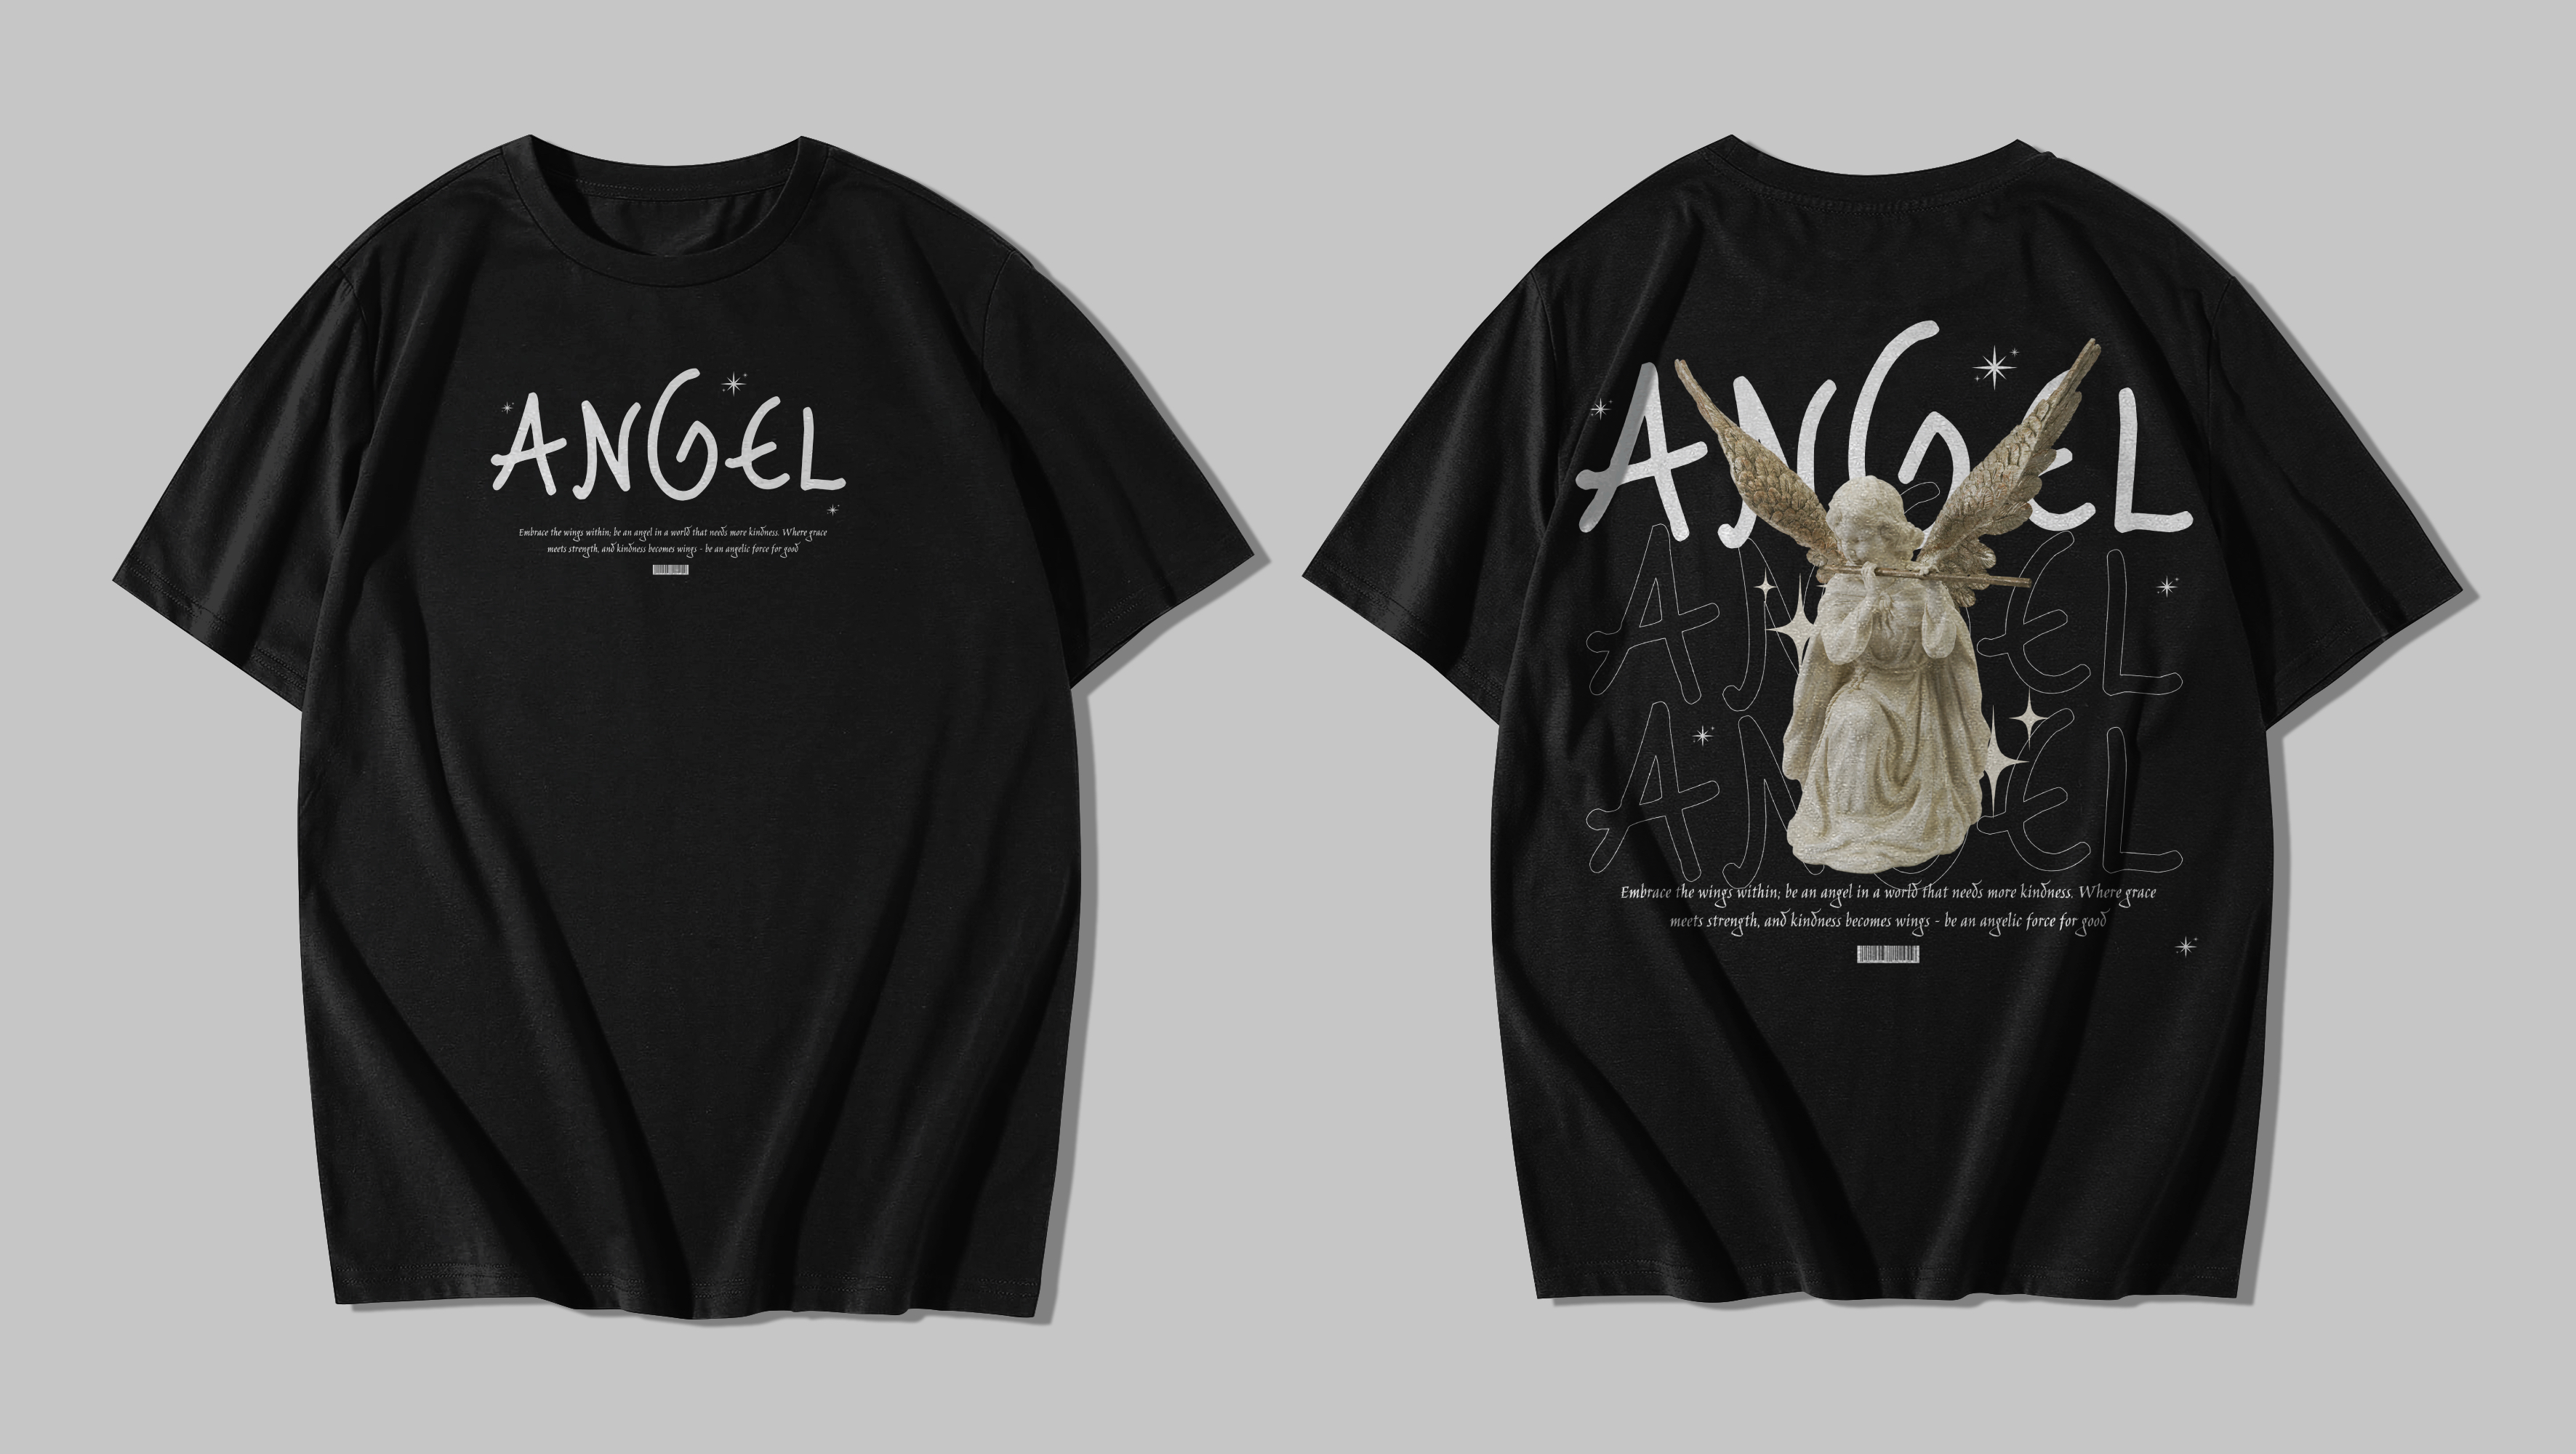 ANGEL
Embrace the wings within; be an angel in a world that needs more kindness. Where grace
meets strength, and kindness becomes wings - be an angelic force for good
ANGEL
ANGEL
ANGEL
Embrace the wings within; be an angel in a world that needs more kindness. Where grace
meets strength, and kindness becomes wings - be an angelic force for good